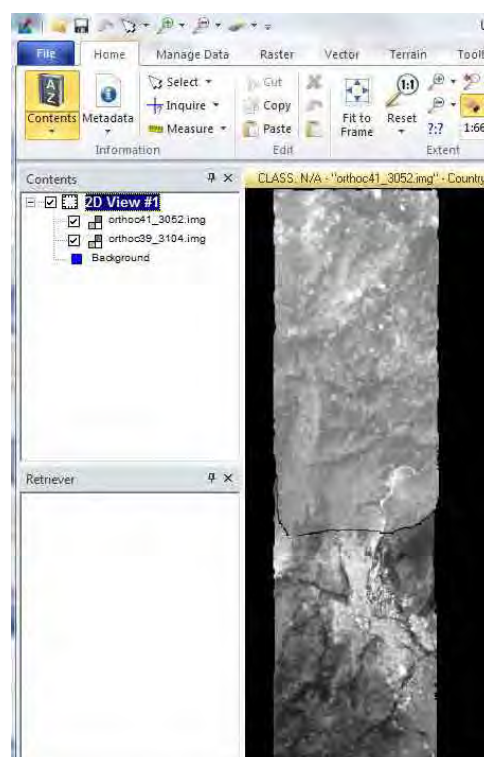 File Home Manage Data Raster Vector Terrain
Contents Metadata
Select
Inquire
Measure
Information
Cut
Copy
Paste
Edit
Fit to Frame
1:1
Reset
?:?
Extent
Contents
CLASS, N/A - "orthoc41_3052.img" - Country
2D View #1
orthoc41_3052.img
orthoc39_3104.img
Background
Retriever